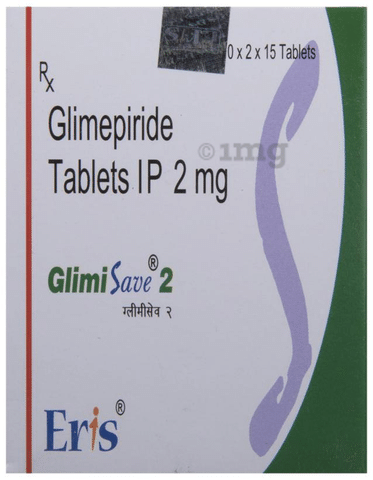 0 x 2 x 15 Tablets
Rx
Glimepiride
Tablets IP 2 mg
©1mg
GlimiSave® 2
ग्लीमीसेव २
Eris®